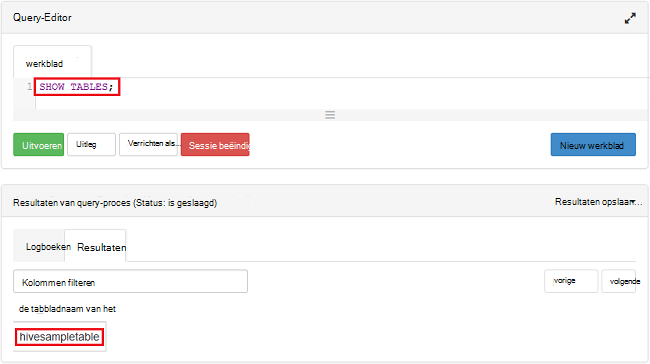 Query-Editor
werkblad
1 SHOW TABLES;
Uitvoeren Uitleg Verrichten als... Sessie beëindig Nieuw werkblad
Resultaten van query-proces (Status: is geslaagd) Resultaten opslaan...
Logboeken Resultaten
Kolommen filteren vorige volgende
de tabbladnaam van het
hivesampletable